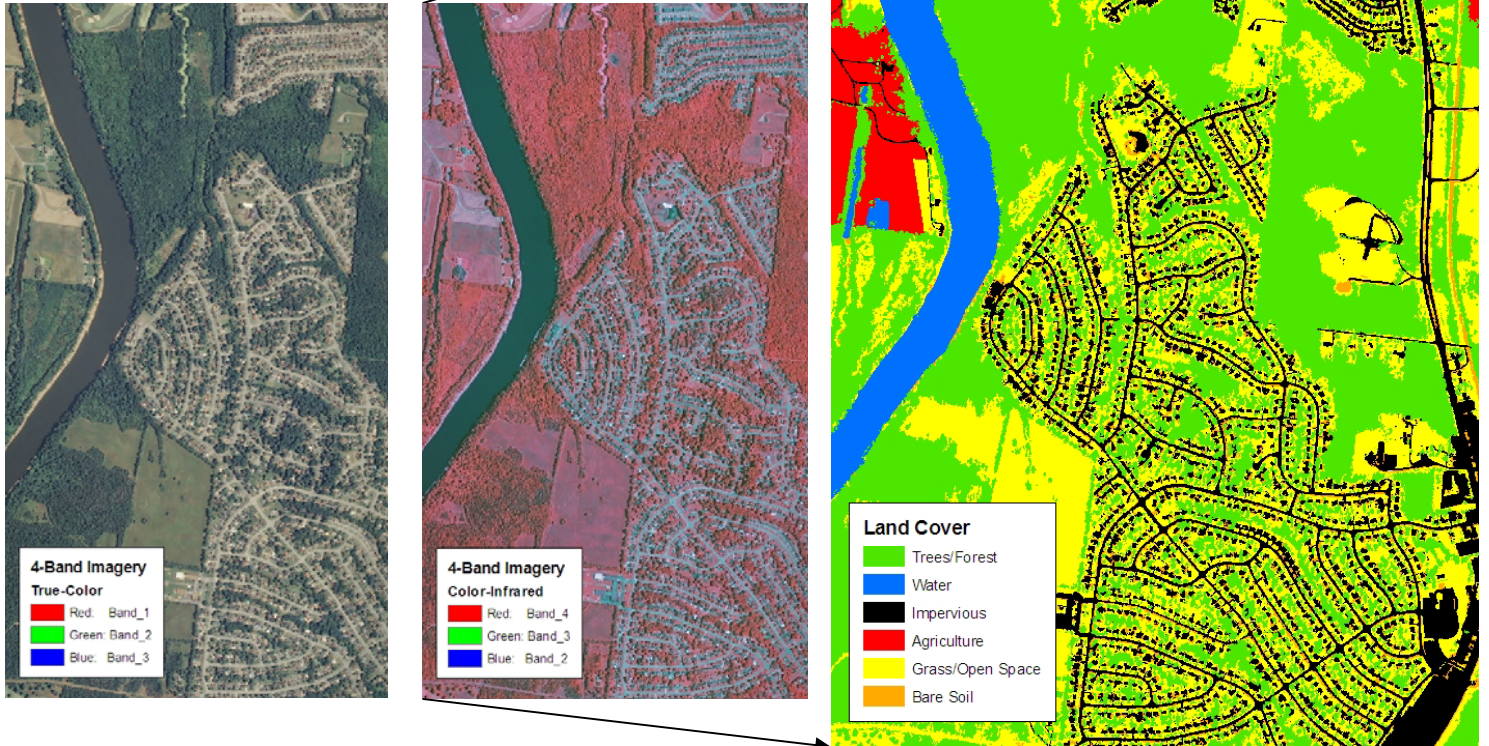 4-Band Imagery
True-Color
Red: Band_1
Green: Band_2
Blue: Band_3
4-Band Imagery
Color-Infrared
Red: Band_4
Green: Band_3
Blue: Band_2
Land Cover
Trees/Forest
Water
Impervious
Agriculture
Grass/Open Space
Bare Soil